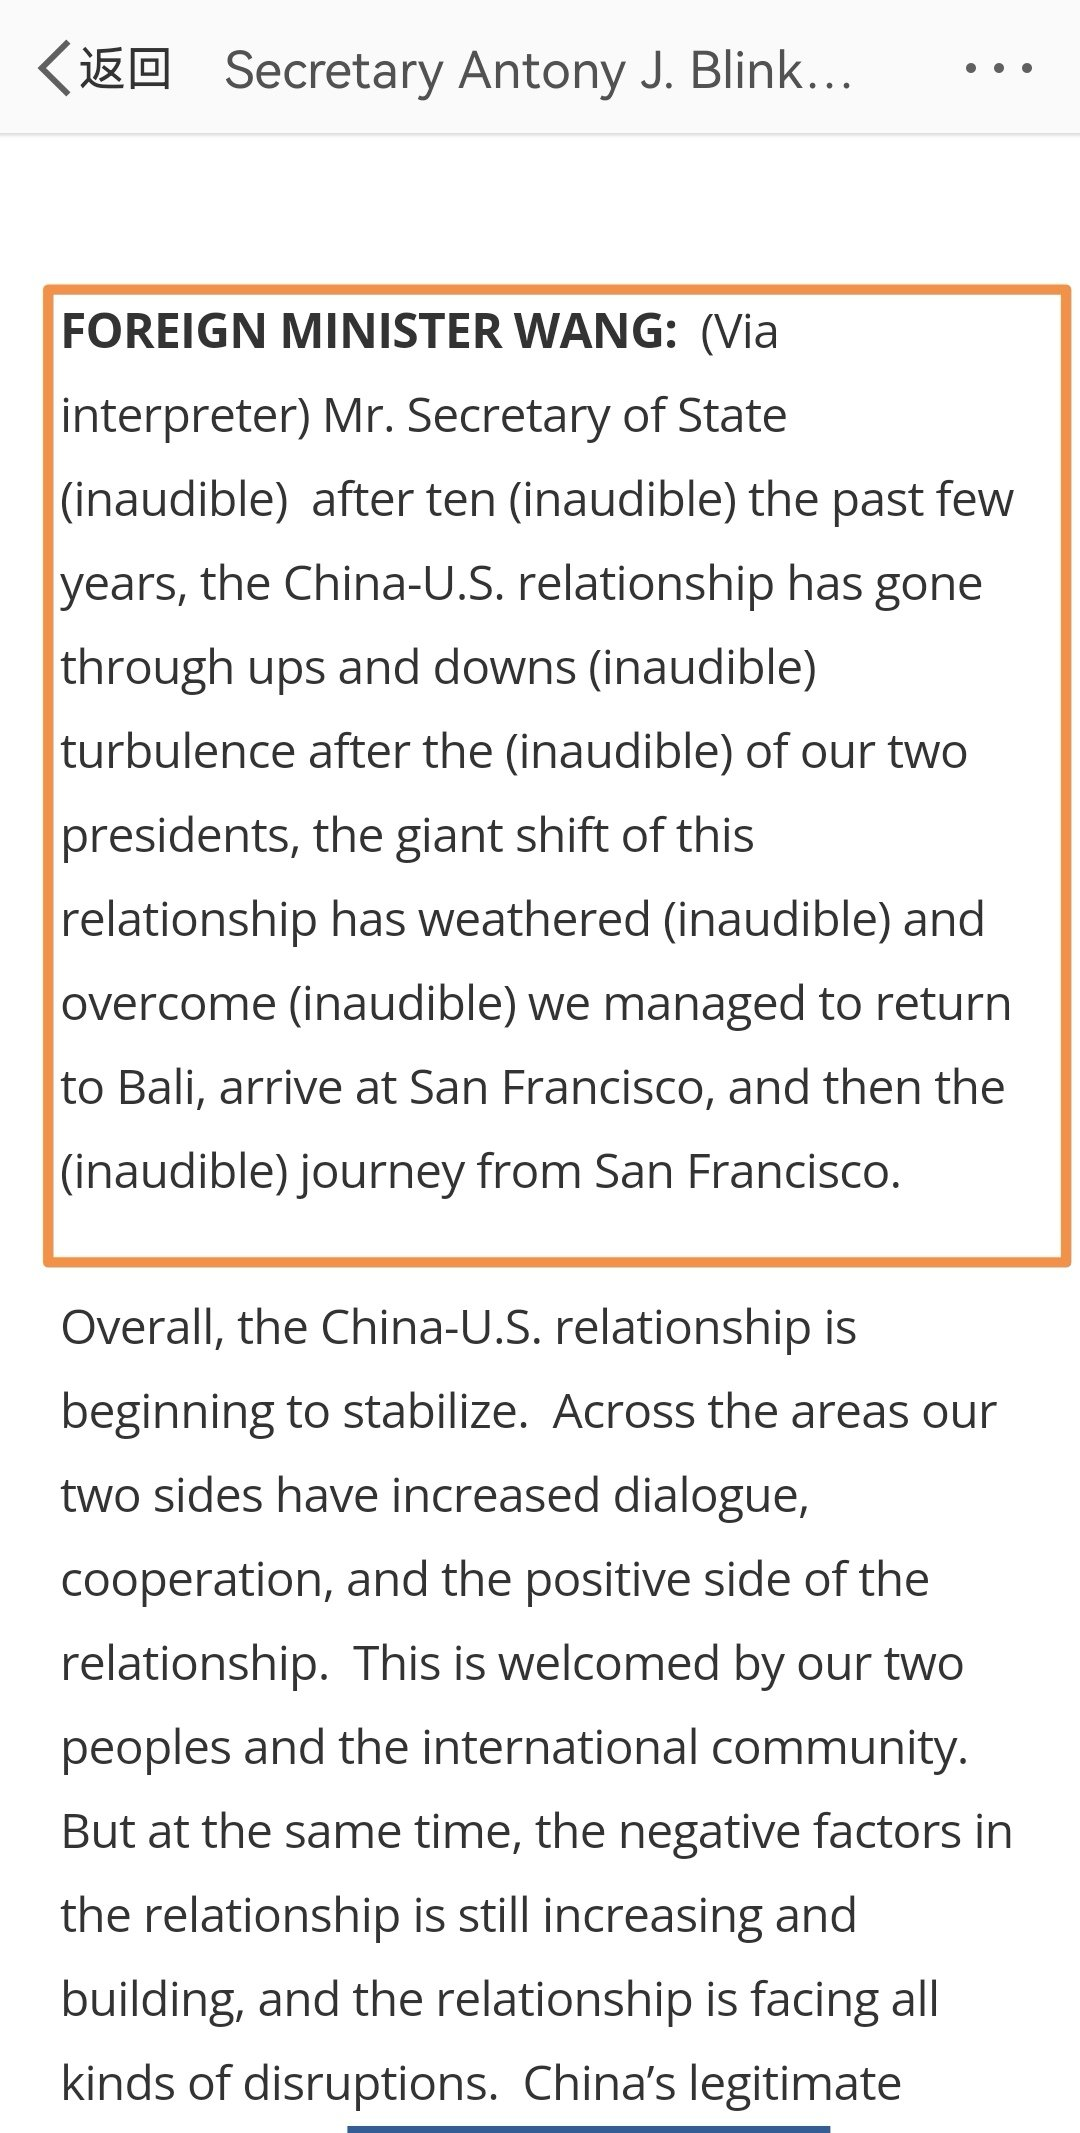 返回 Secretary Antony J. Blink...
FOREIGN MINISTER WANG:  (Via
interpreter) Mr. Secretary of State
(inaudible)  after ten (inaudible) the past few
years, the China-U.S. relationship has gone
through ups and downs (inaudible)
turbulence after the (inaudible) of our two
presidents, the giant shift of this
relationship has weathered (inaudible) and
overcome (inaudible) we managed to return
to Bali, arrive at San Francisco, and then the
(inaudible) journey from San Francisco.
Overall, the China-U.S. relationship is
beginning to stabilize.  Across the areas our
two sides have increased dialogue,
cooperation, and the positive side of the
relationship.  This is welcomed by our two
peoples and the international community.
But at the same time, the negative factors in
the relationship is still increasing and
building, and the relationship is facing all
kinds of disruptions.  China’s legitimate